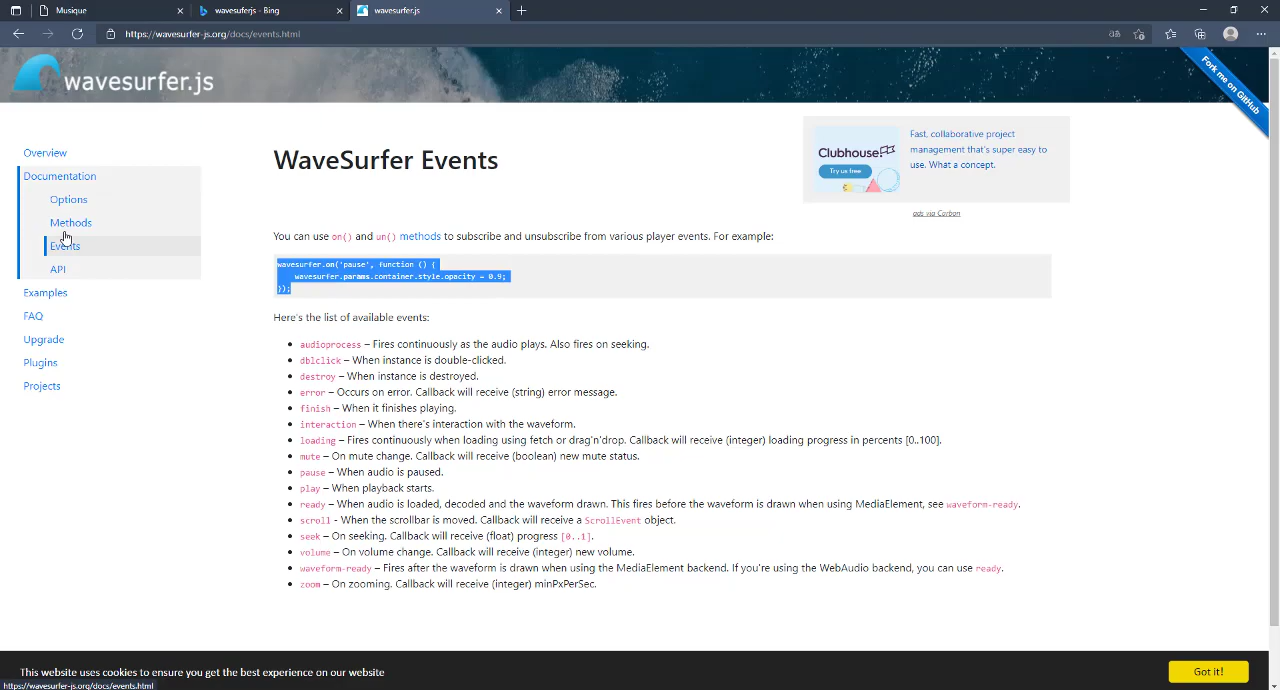 Musique
wavesuferjs - Bing
wavesurfer.js
https://wavesurfer-js.org/docs/events.html
wavesurfer.js
Fork me on GitHub
Overview
Documentation
Options
Methods
Events
API
Examples
FAQ
Upgrade
Plugins
Projects
WaveSurfer Events
Clubhouse
Try us free
Fast, collaborative project
management that's super easy to
use. What a concept.
ads via Carbon
You can use on() and un() methods to subscribe and unsubscribe from various player events. For example:
wavesurfer.on('pause', function () {
wavesurfer.params.container.style.opacity = 0.9;
});
Here's the list of available events:
• audioprocess – Fires continuously as the audio plays. Also fires on seeking.
• dblclick – When instance is double-clicked.
• destroy – When instance is destroyed.
• error – Occurs on error. Callback will receive (string) error message.
• finish – When it finishes playing.
• interaction – When there's interaction with the waveform.
• loading – Fires continuously when loading using fetch or drag'n'drop. Callback will receive (integer) loading progress in percents [0..100].
• mute – On mute change. Callback will receive (boolean) new mute status.
• pause – When audio is paused.
• play – When playback starts.
• ready – When audio is loaded, decoded and the waveform drawn. This fires before the waveform is drawn when using MediaElement, see waveform-ready.
• scroll - When the scrollbar is moved. Callback will receive a ScrollEvent object.
• seek – On seeking. Callback will receive (float) progress [0..1].
• volume – On volume change. Callback will receive (integer) new volume.
• waveform-ready – Fires after the waveform is drawn when using the MediaElement backend. If you're using the WebAudio backend, you can use ready.
• zoom – On zooming. Callback will receive (integer) minPxPerSec.
This website uses cookies to ensure you get the best experience on our website
Got it!
https://wavesurfer-js.org/docs/events.html